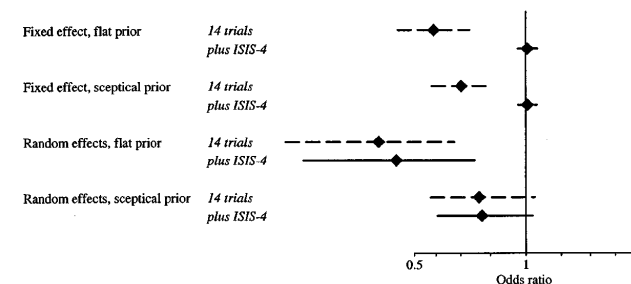 Fixed effect, flat prior 14 trials
plus ISIS-4
Fixed effect, sceptical prior 14 trials
plus ISIS-4
Random effects, flat prior 14 trials
plus ISIS-4
Random effects, sceptical prior 14 trials
plus ISIS-4
0.5 1
Odds ratio